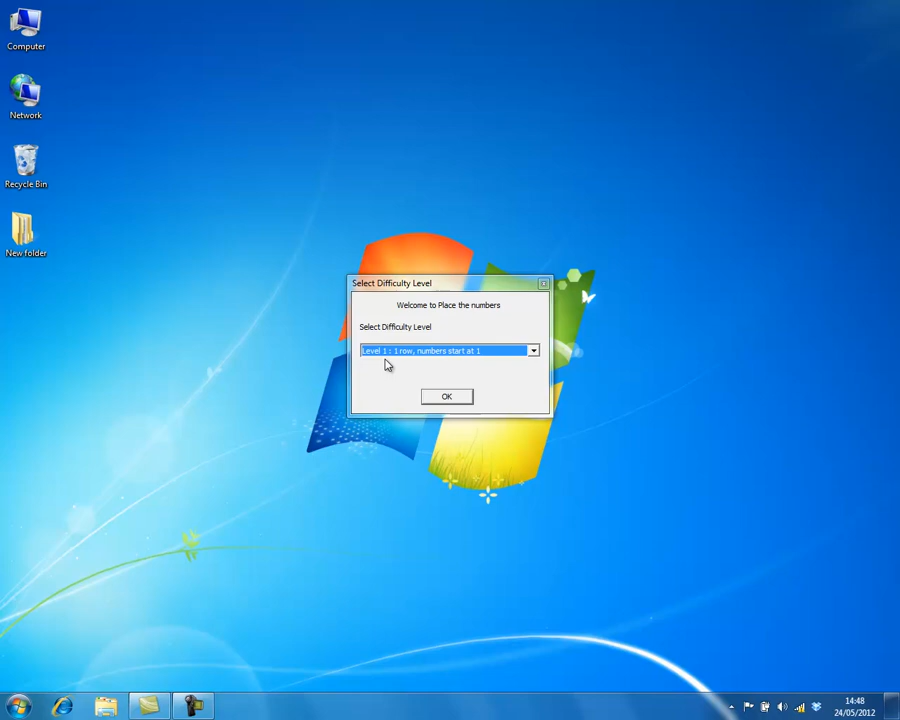 Computer
Network
Recycle Bin
New folder
Select Difficulty Level
Welcome to Place the numbers
Select Difficulty Level
Level 1 : 1 row, numbers start at 1
OK
14:48
24/05/2012